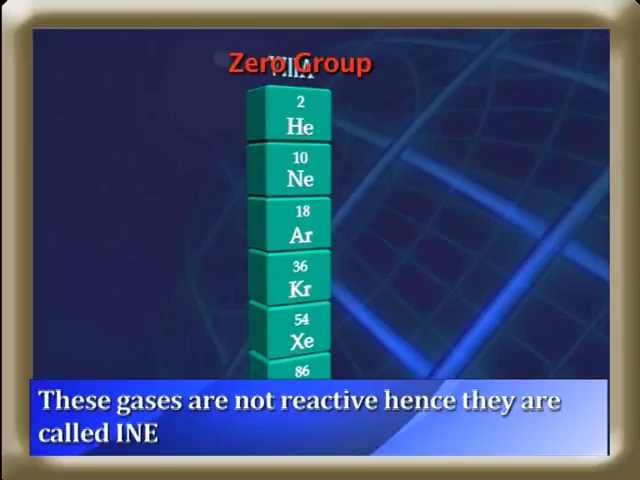 Zero Group
VIIIA
2
He
10
Ne
18
Ar
36
Kr
54
Xe
86
These gases are not reactive hence they are
called INE